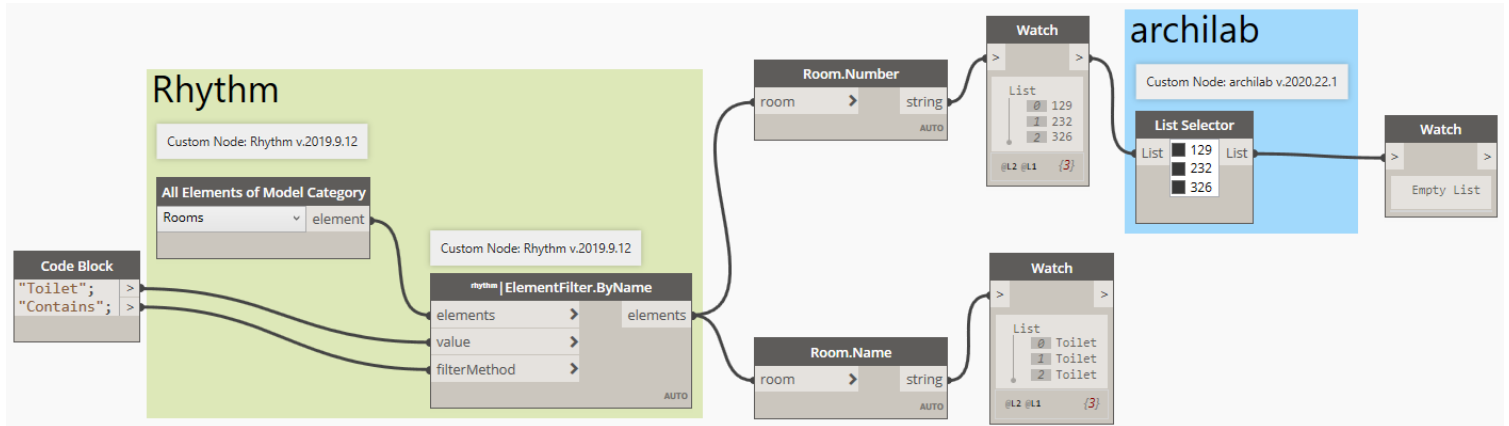 Rhythm
Custom Node: Rhythm v.2019.9.12
All Elements of Model Category
Rooms
element
Code Block
"Toilet"; >
"Contains"; >
Custom Node: Rhythm v.2019.9.12
rhythm|ElementFilter.ByName
elements > elements
value >
filterMethod >
AUTO
Room.Number
room > string
AUTO
Room.Name
room > string
AUTO
Watch
> >
List
0 129
1 232
2 326
@L2 @L1 {3}
Watch
> >
List
0 Toilet
1 Toilet
2 Toilet
@L2 @L1 {3}
archilab
Custom Node: archilab v.2020.22.1
List Selector
List 129 List
232
326
Watch
> >
Empty List